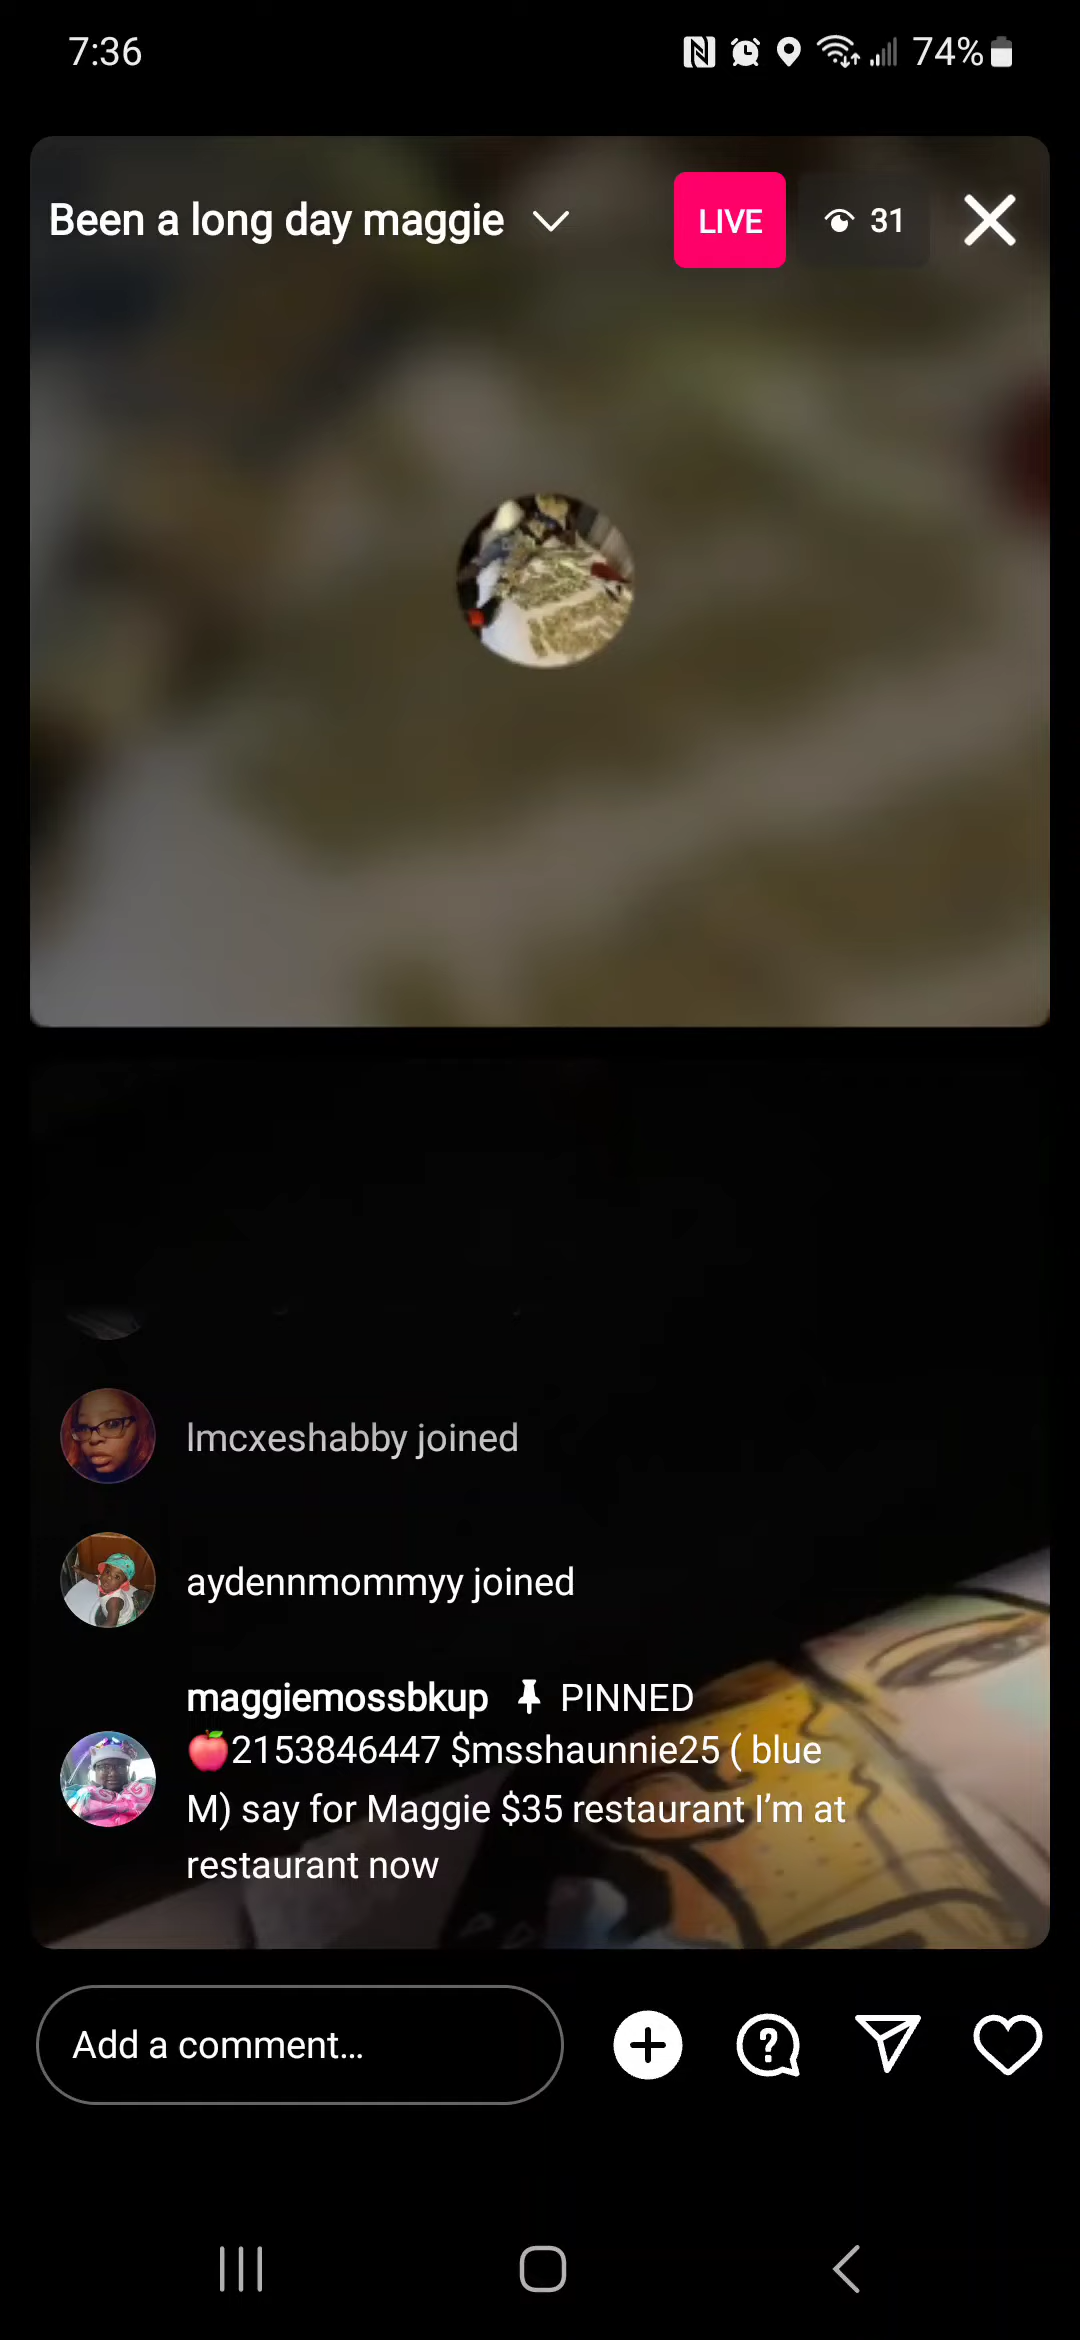 7:36
74%
Been a long day maggie
LIVE
31
lmcxeshabby joined
aydennmommyy joined
maggiemossbkup PINNED
🍎2153846447 $msshaunnie25 ( blue
M) say for Maggie $35 restaurant I’m at
restaurant now
Add a comment...